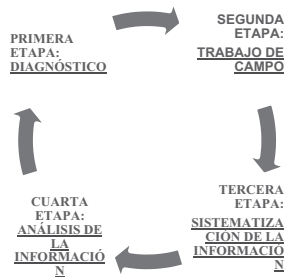 PRIMERA
ETAPA:
DIAGNÓSTICO
SEGUNDA
ETAPA:
TRABAJO DE
CAMPO
TERCERA
ETAPA:
SISTEMATIZA
CIÓN DE LA
INFORMACIÓ
N
CUARTA
ETAPA:
ANÁLISIS DE
LA
INFORMACIÓ
N